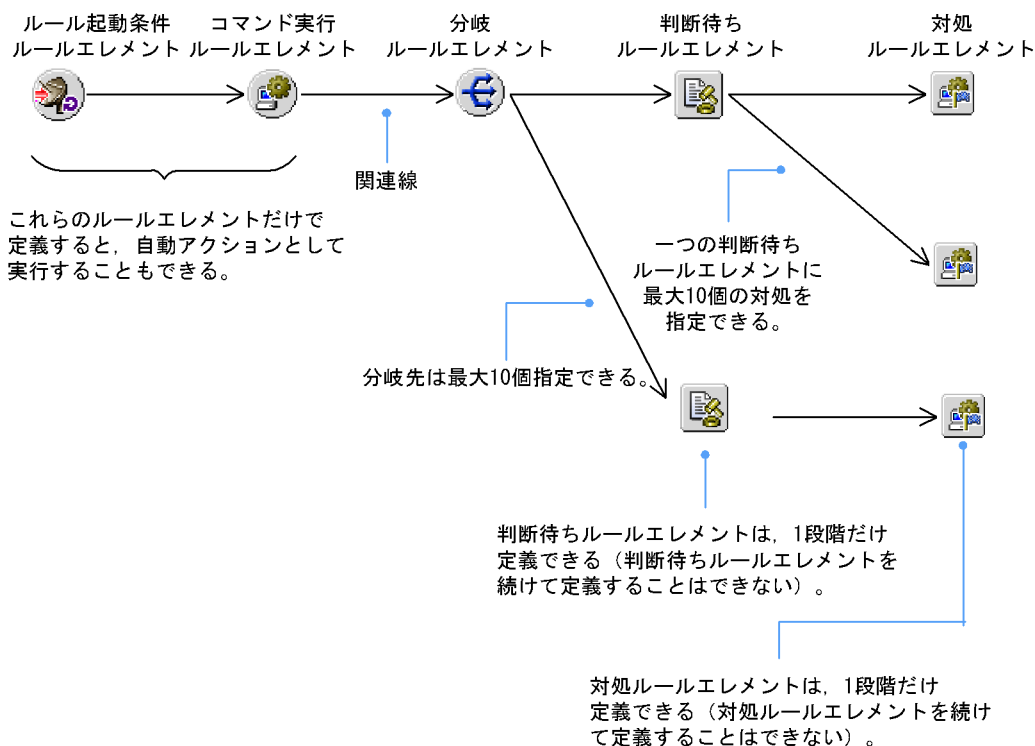 ルール起動条件
ルールエレメント
コマンド実行
ルールエレメント
分岐
ルールエレメント
判断待ち
ルールエレメント
対処
ルールエレメント
関連線
これらのルールエレメントだけで
定義すると，自動アクションとして
実行することもできる。
一つの判断待ち
ルールエレメントに
最大10個の対処を
指定できる。
分岐先は最大10個指定できる。
判断待ちルールエレメントは，1段階だけ
定義できる（判断待ちルールエレメントを
続けて定義することはできない）。
対処ルールエレメントは，1段階だけ
定義できる（対処ルールエレメントを続け
て定義することはできない）。